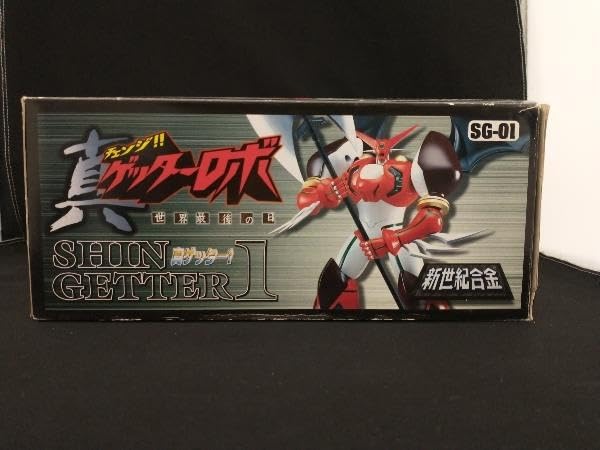 チェンジ!!
真ゲッターロボ
世界最後の日
SHIN
真ゲッター1
GETTER 1
SG-01
新世紀合金